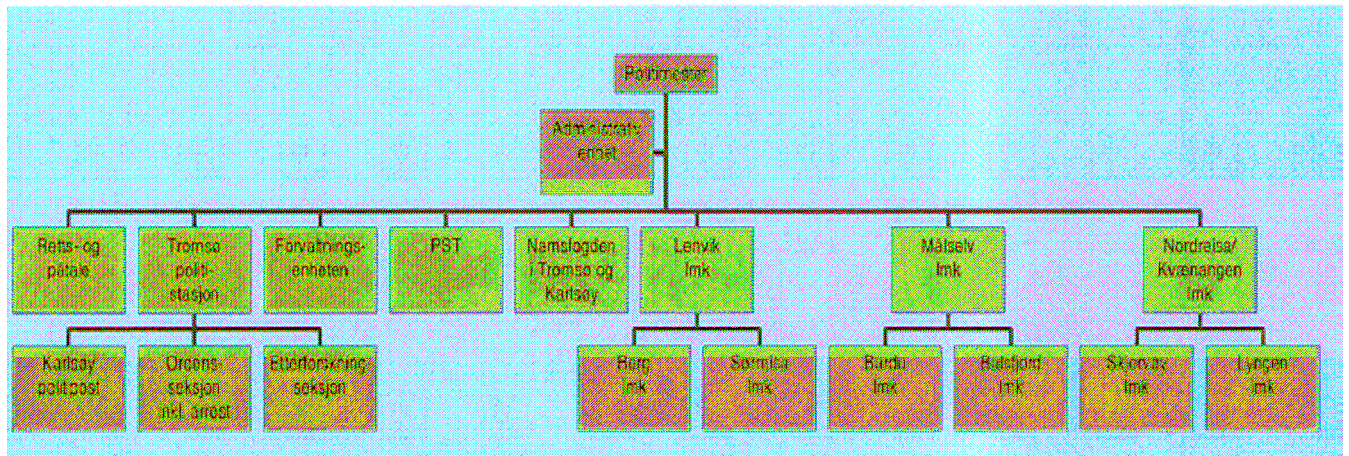 Politimester
Administrativ
enhet
Retts- og
påtale
Tromsø
politi-
stasjon
Forvaltnings-
enheten
PST
Namsfogden
i Tromsø og
Karlsøy
Lenvik
lmk
Målselv
lmk
Nordreisa/
Kvænangen
lmk
Karlsøy
politipost
Ordens-
seksjon
inkl. arrest
Etterforskning
seksjon
Berg
lmk
Sørreisa
lmk
Bardu
lmk
Balsfjord
lmk
Skjervøy
lmk
Lyngen
lmk